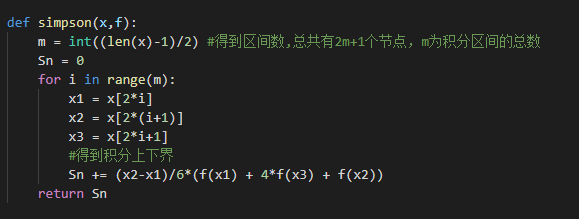 def simpson(x,f):
    m = int((len(x)-1)/2) #得到区间数,总共有2m+1个节点，m为积分区间的总数
    Sn = 0
    for i in range(m):
        x1 = x[2*i]
        x2 = x[2*(i+1)]
        x3 = x[2*i+1]
        #得到积分上下界
        Sn += (x2-x1)/6*(f(x1) + 4*f(x3) + f(x2))
    return Sn